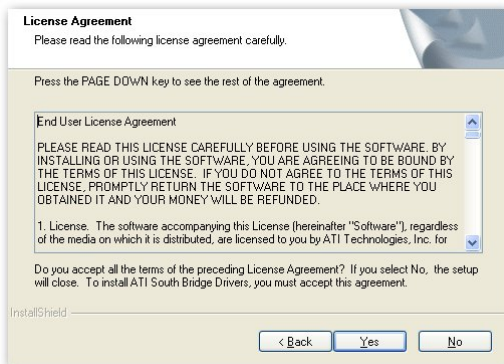 License Agreement
Please read the following license agreement carefully.
Press the PAGE DOWN key to see the rest of the agreement.
End User License Agreement
PLEASE READ THIS LICENSE CAREFULLY BEFORE USING THE SOFTWARE. BY
INSTALLING OR USING THE SOFTWARE, YOU ARE AGREEING TO BE BOUND BY
THE TERMS OF THIS LICENSE. IF YOU DO NOT AGREE TO THE TERMS OF THIS
LICENSE, PROMPTLY RETURN THE SOFTWARE TO THE PLACE WHERE YOU
OBTAINED IT AND YOUR MONEY WILL BE REFUNDED.
1. License. The software accompanying this License (hereinafter "Software"), regardless
of the media on which it is distributed, are licensed to you by ATI Technologies, Inc. for
Do you accept all the terms of the preceding License Agreement? If you select No, the setup
will close. To install ATI South Bridge Drivers, you must accept this agreement.
InstallShield
< Back Yes No